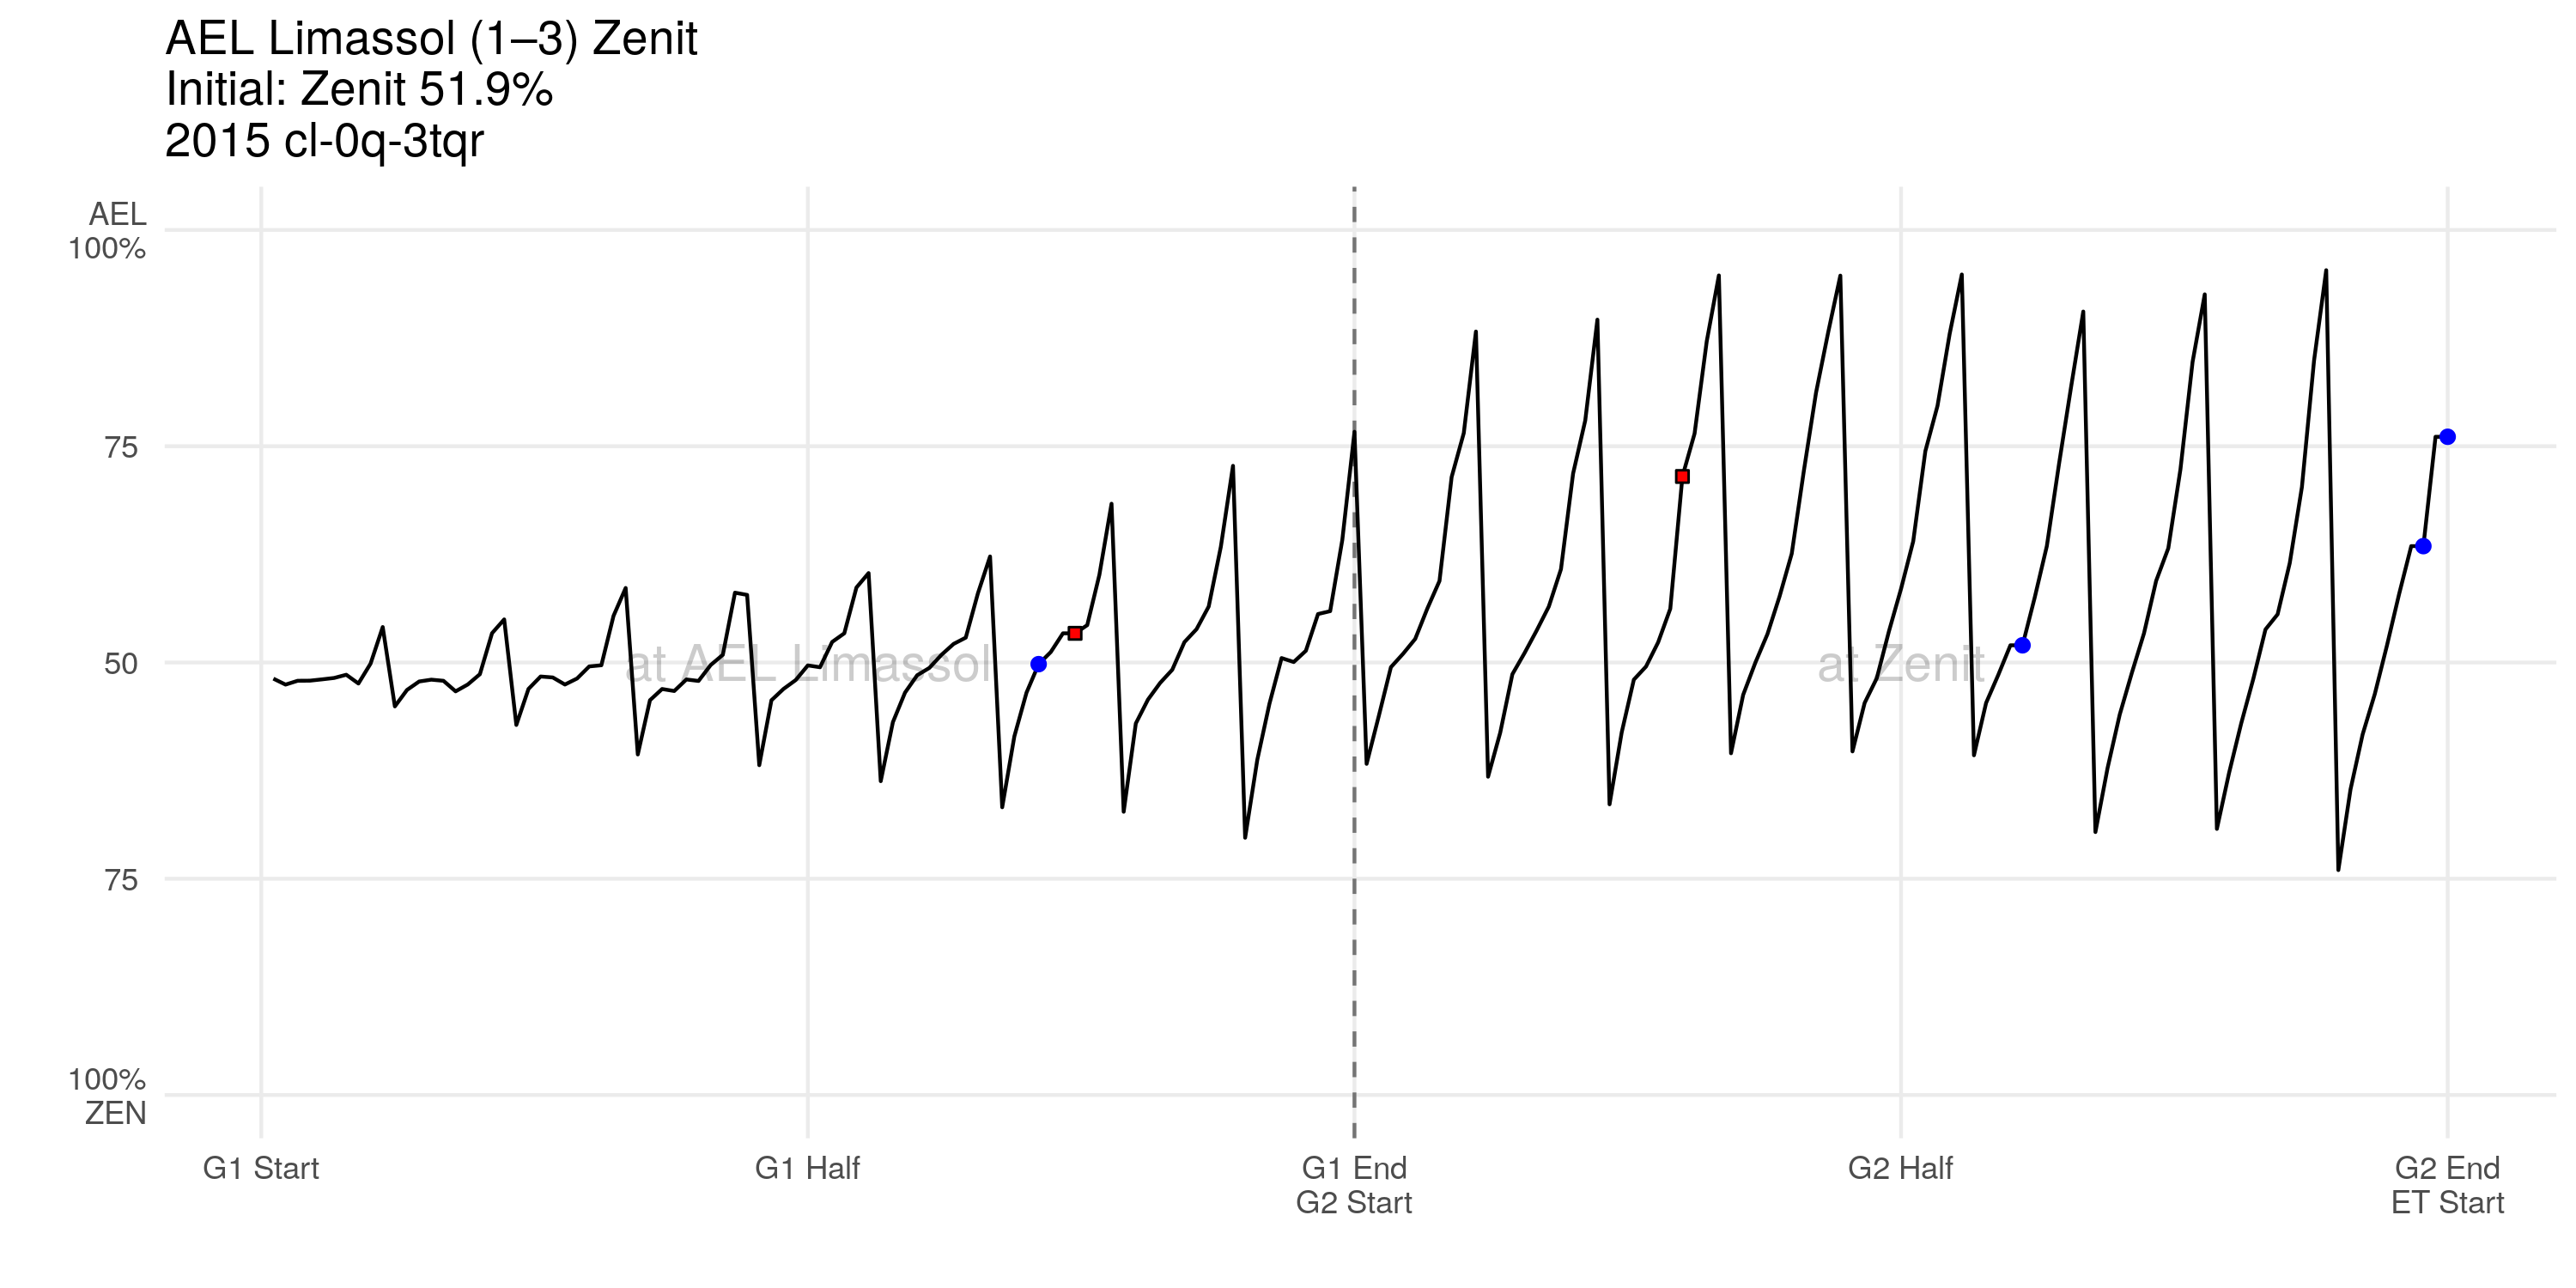 AEL Limassol (1–3) Zenit
Initial: Zenit 51.9%
2015 cl-0q-3tqr
AEL
100%
75
50
75
100%
ZEN
at AEL Limassol
at Zenit
G1 Start
G1 Half
G1 End
G2 Start
G2 Half
G2 End
ET Start